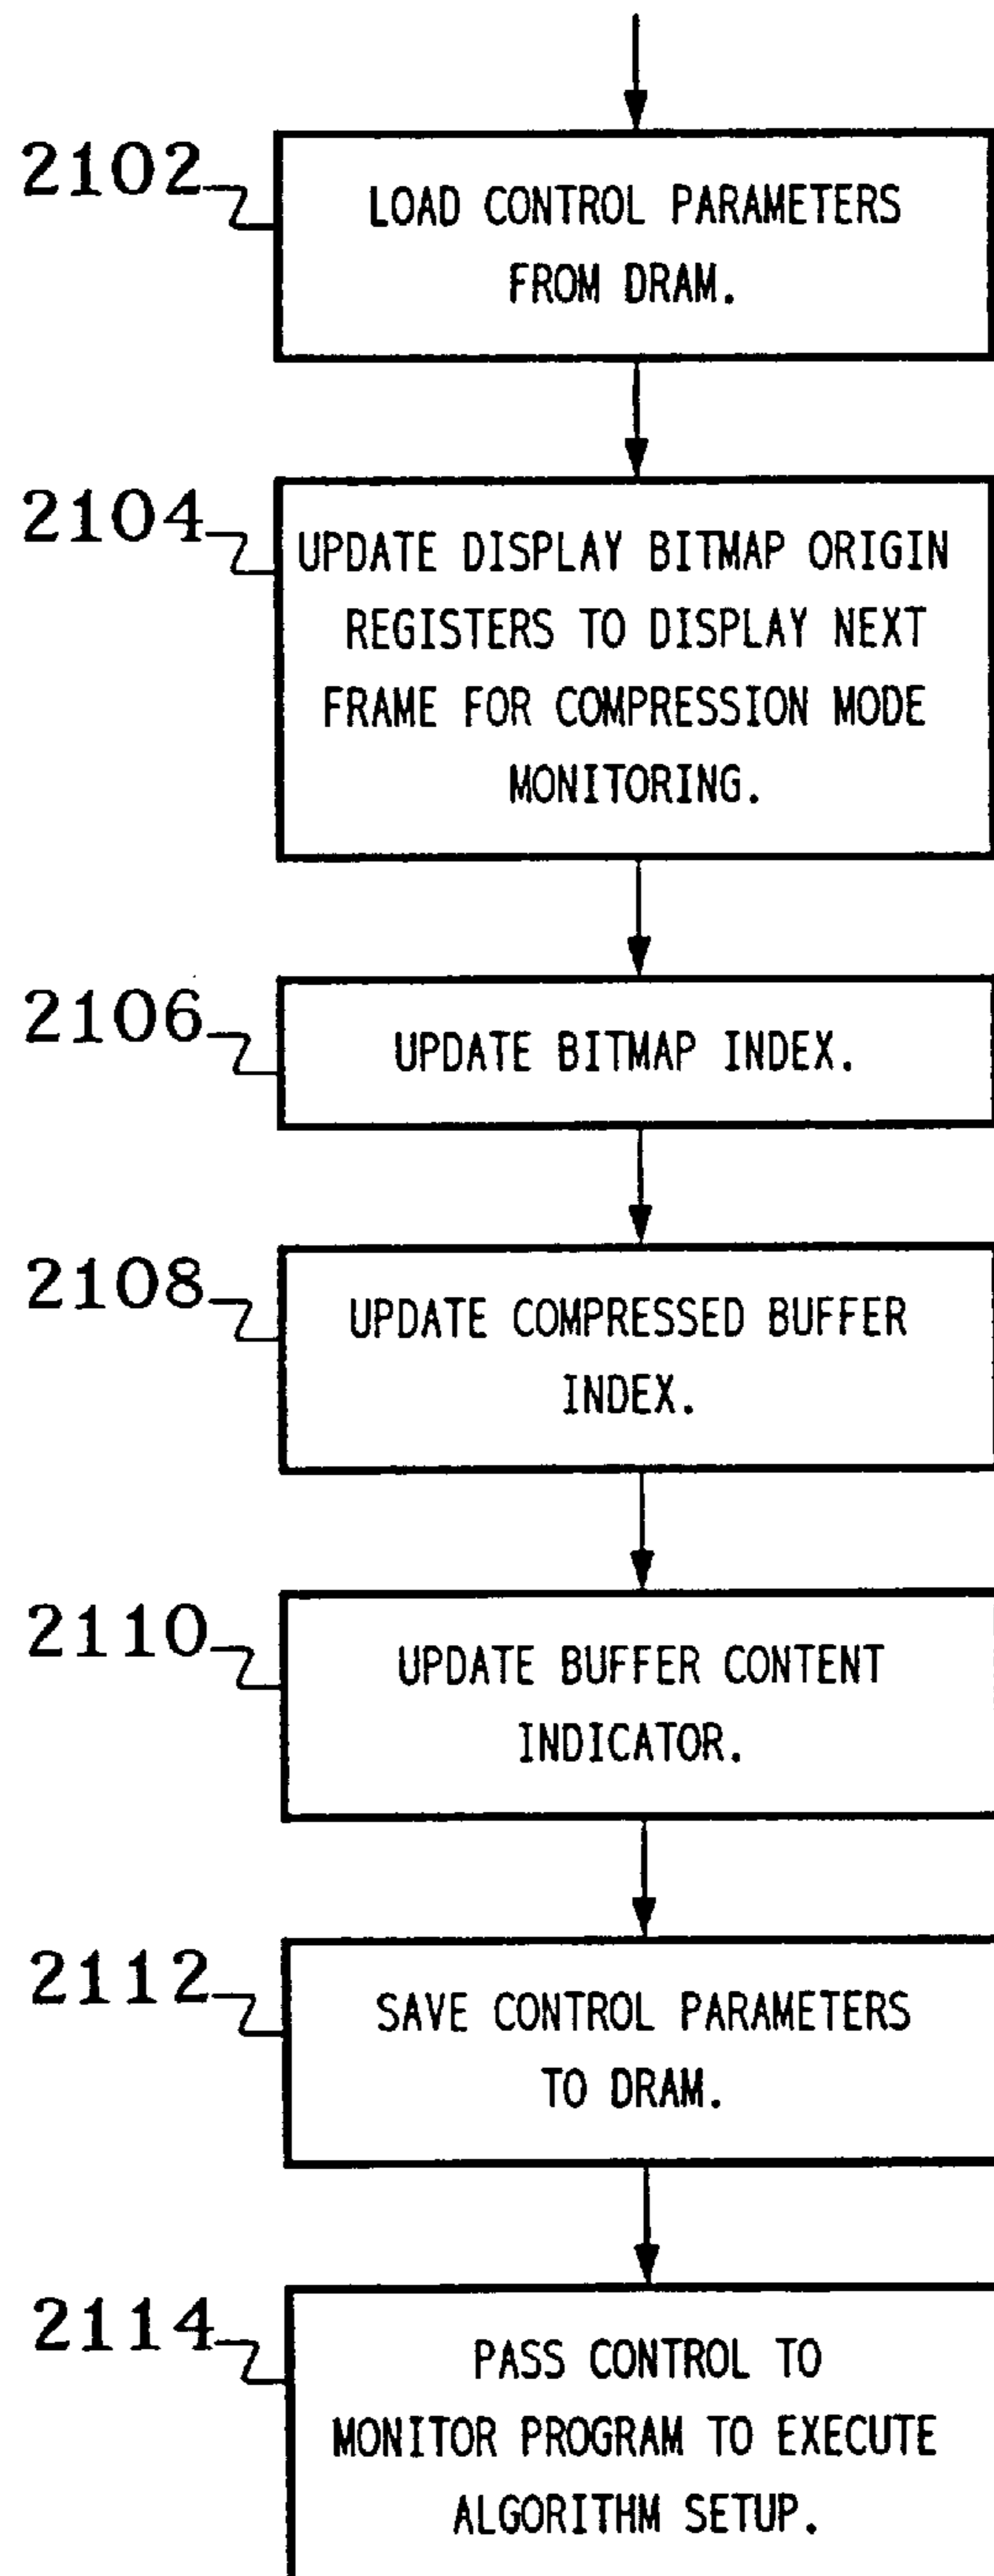 2102
LOAD CONTROL PARAMETERS
FROM DRAM.
2104
UPDATE DISPLAY BITMAP ORIGIN
REGISTERS TO DISPLAY NEXT
FRAME FOR COMPRESSION MODE
MONITORING.
2106
UPDATE BITMAP INDEX.
2108
UPDATE COMPRESSED BUFFER
INDEX.
2110
UPDATE BUFFER CONTENT
INDICATOR.
2112
SAVE CONTROL PARAMETERS
TO DRAM.
2114
PASS CONTROL TO
MONITOR PROGRAM TO EXECUTE
ALGORITHM SETUP.